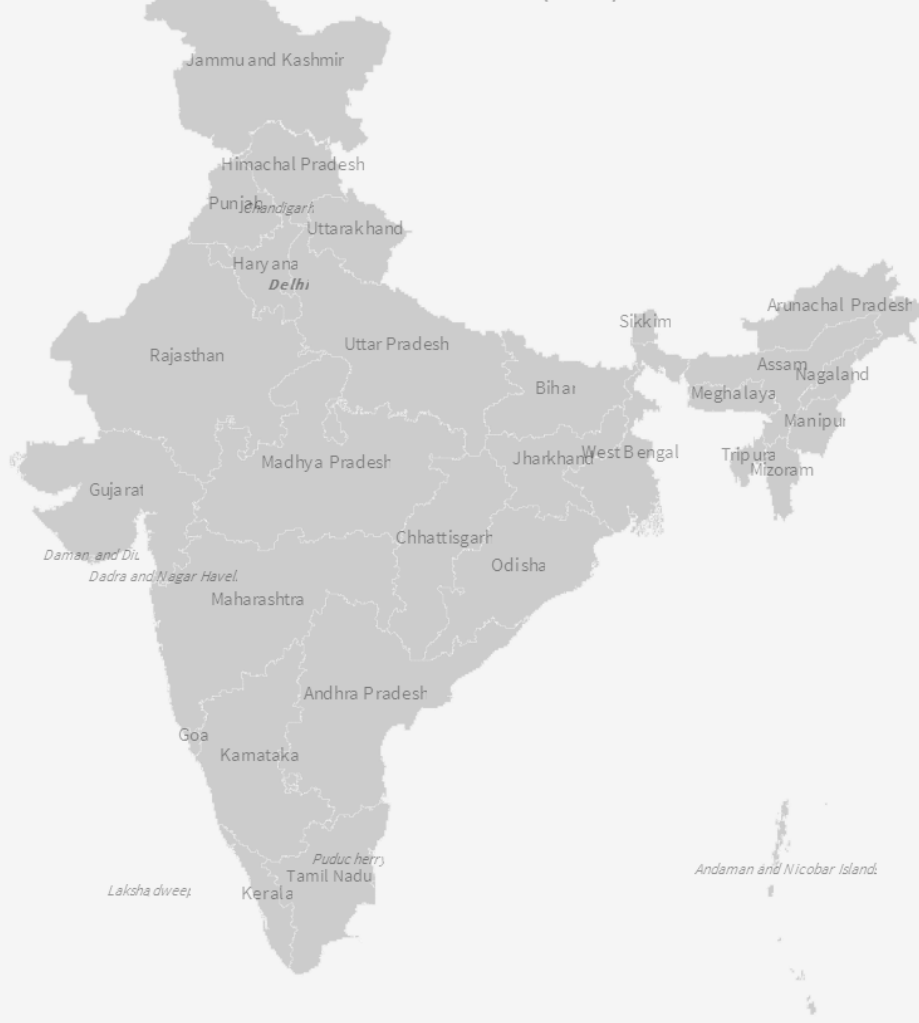 Jammu and Kashmir
Himachal Pradesh
Punjab
Chandigarh
Uttarakhand
Haryana
Delhi
Arunachal Pradesh
Sikkim
Uttar Pradesh
Rajasthan
Assam
Nagaland
Bihar
Meghalaya
Manipur
West Bengal
Tripura
Jharkhand
Madhya Pradesh
Mizoram
Gujarat
Chhattisgarh
Daman and Diu
Odisha
Dadra and Nagar Haveli
Maharashtra
Andhra Pradesh
Goa
Karnataka
Puducherry
Andaman and Nicobar Islands
Tamil Nadu
Lakshadweep
Kerala